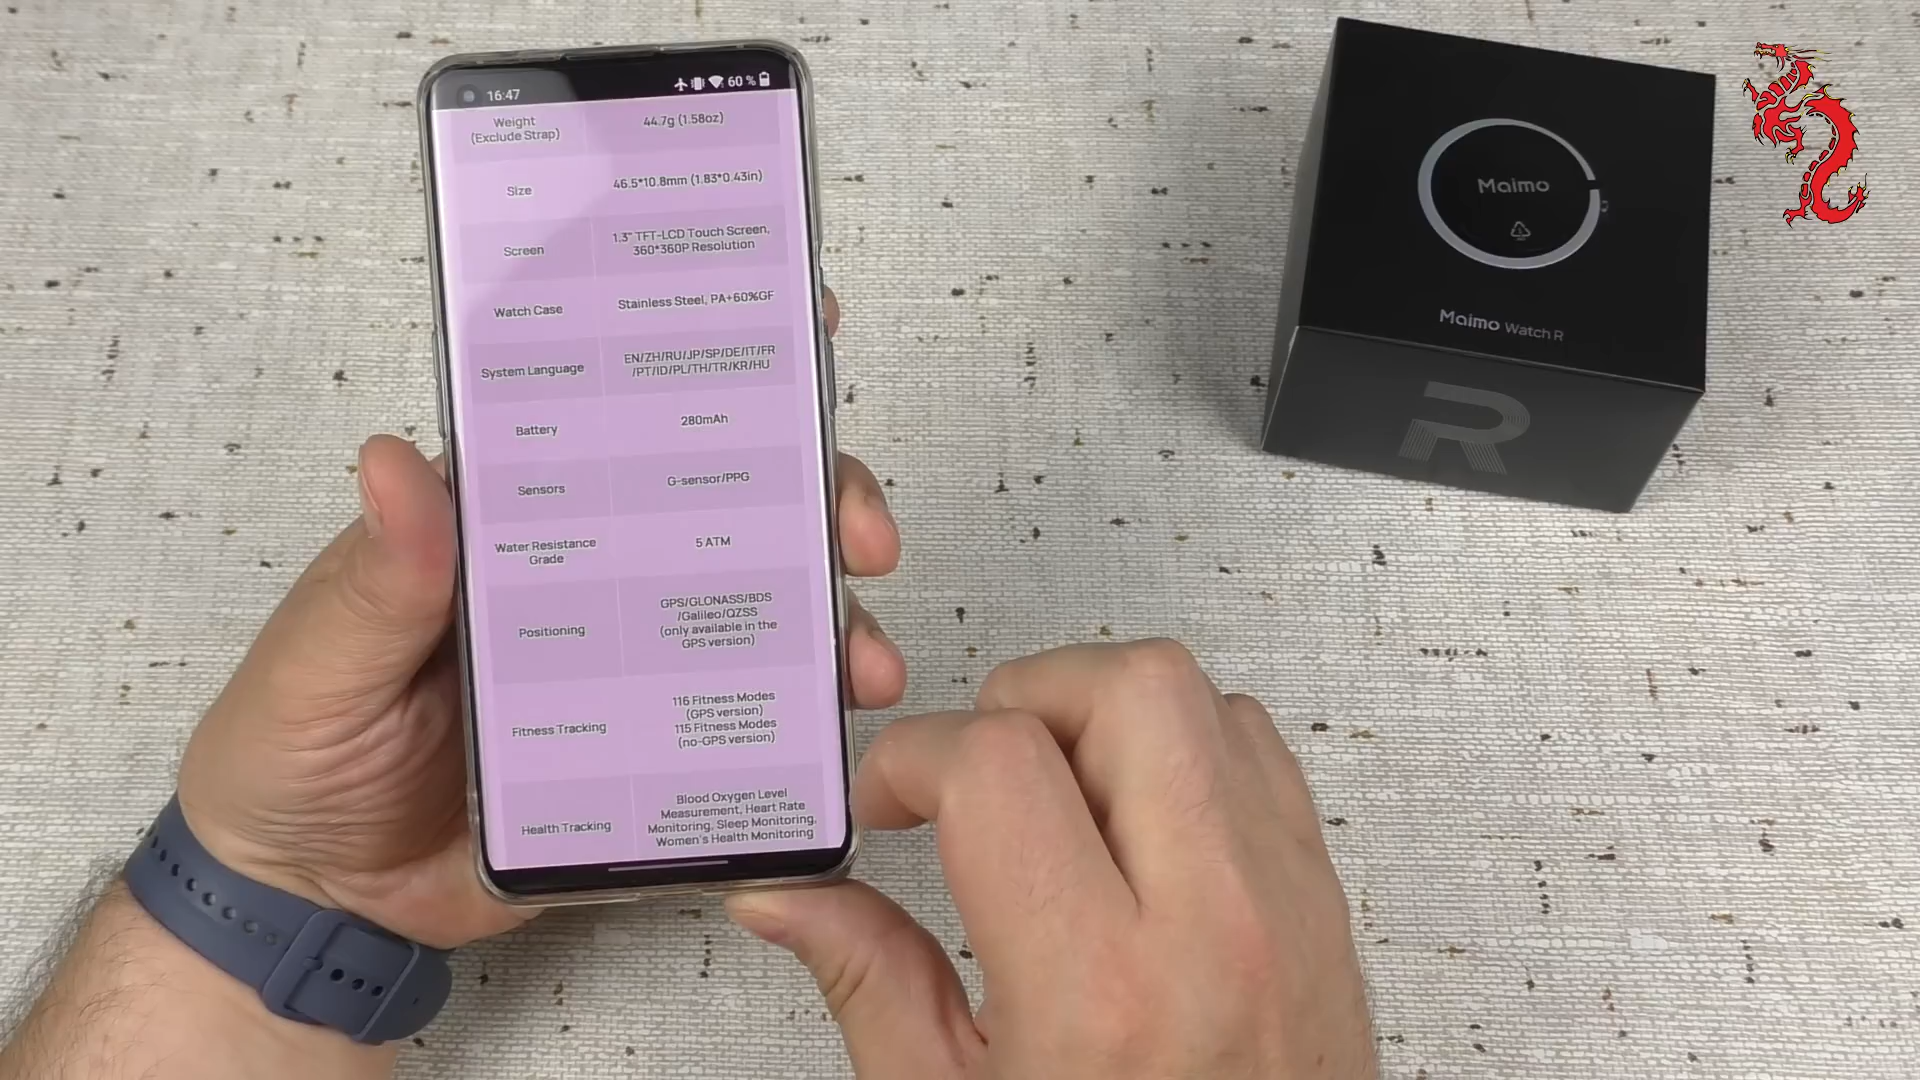 16:47
60 %
Weight
(Exclude Strap)
44.7g (1.58oz)
Size
46.5*10.8mm (1.83*0.43in)
Screen
1.3" TFT-LCD Touch Screen,
360*360P Resolution
Watch Case
Stainless Steel, PA+60%GF
System Language
EN/ZH/RU/JP/SP/DE/IT/FR
/PT/ID/PL/TH/TR/KR/HU
Battery
280mAh
Sensors
G-sensor/PPG
Water Resistance
Grade
5 ATM
Positioning
GPS/GLONASS/BDS
/Galileo/QZSS
(only available in the
GPS version)
Fitness Tracking
116 Fitness Modes
(GPS version)
115 Fitness Modes
(no-GPS version)
Health Tracking
Blood Oxygen Level
Measurement, Heart Rate
Monitoring, Sleep Monitoring,
Women's Health Monitoring
Maimo
Maimo Watch R
R